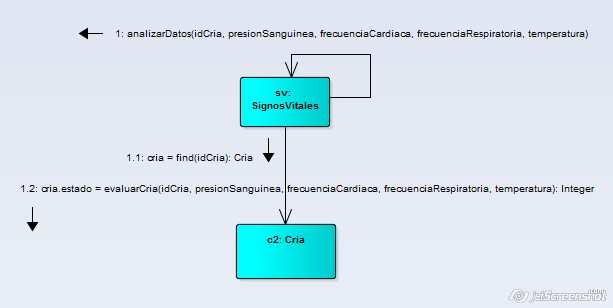 1: analizarDatos(idCria, presionSanguinea, frecuenciaCardiaca, frecuenciaRespiratoria, temperatura)
sv:
SignosVitales
1.1: cria = find(idCria): Cria
1.2: cria.estado = evaluarCria(idCria, presionSanguinea, frecuenciaCardiaca, frecuenciaRespiratoria, temperatura): Integer
c2: Cria
jetScreenshot